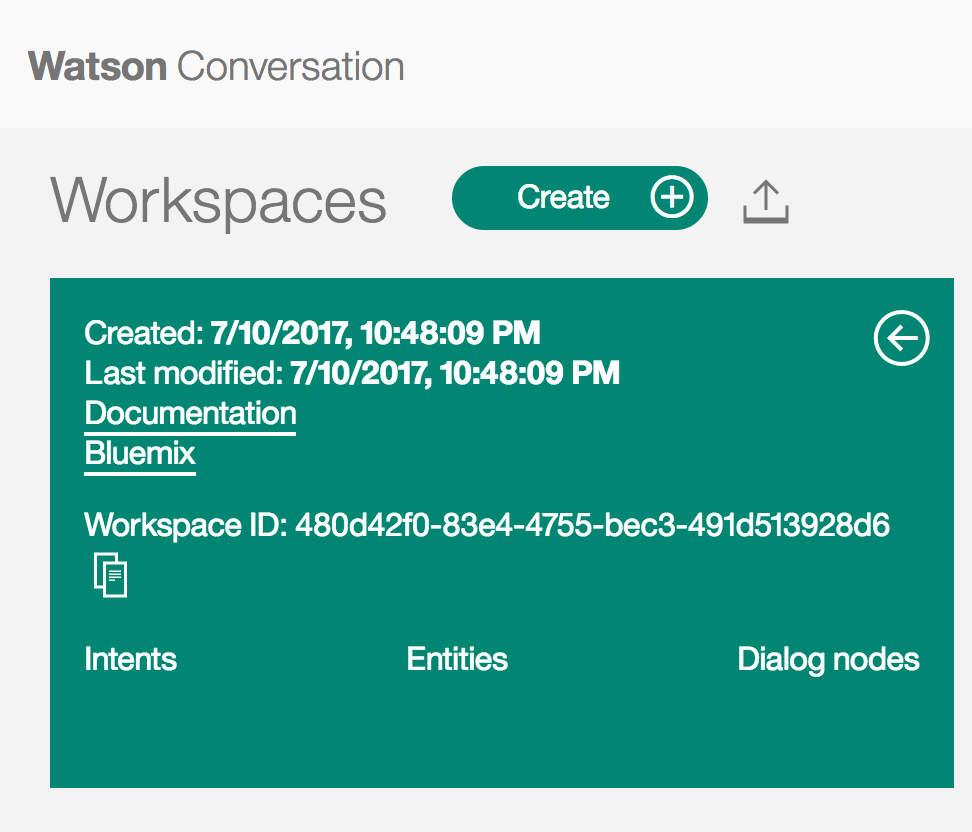 Watson Conversation
Workspaces
Create
Created: 7/10/2017, 10:48:09 PM
Last modified: 7/10/2017, 10:48:09 PM
Documentation
Bluemix
Workspace ID: 480d42f0-83e4-4755-bec3-491d513928d6
Intents Entities Dialog nodes